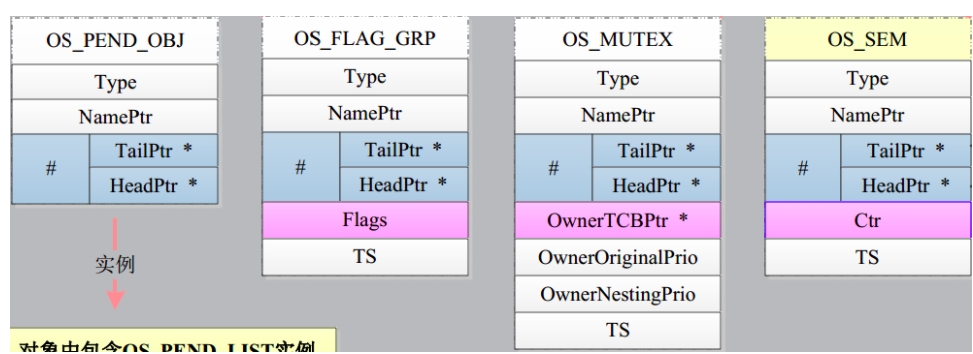 OS_PEND_OBJ
Type
NamePtr
#
TailPtr *
HeadPtr *
实例
对象中包含OS_PEND_LIST实例
OS_FLAG_GRP
Type
NamePtr
#
TailPtr *
HeadPtr *
Flags
TS
OS_MUTEX
Type
NamePtr
#
TailPtr *
HeadPtr *
OwnerTCBPtr *
OwnerOriginalPrio
OwnerNestingPrio
TS
OS_SEM
Type
NamePtr
#
TailPtr *
HeadPtr *
Ctr
TS